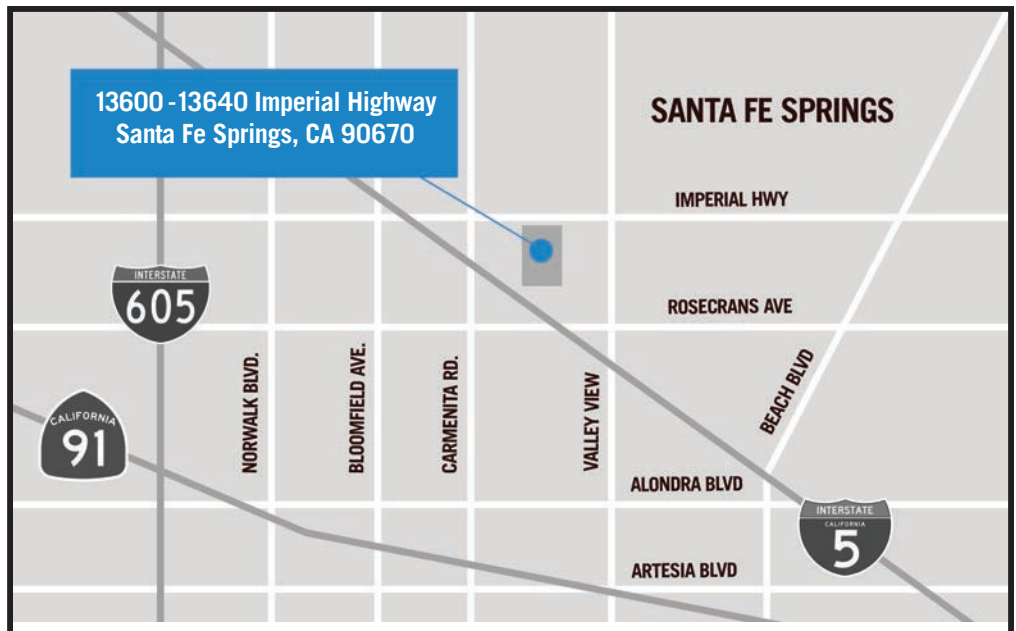 13600 -13640 Imperial Highway
Santa Fe Springs, CA 90670
SANTA FE SPRINGS
IMPERIAL HWY
INTERSTATE
605
ROSECRANS AVE
NORWALK BLVD.
BLOOMFIELD AVE.
CARMENITA RD.
VALLEY VIEW
BEACH BLVD
CALIFORNIA
91
ALONDRA BLVD
INTERSTATE
CALIFORNIA
5
ARTESIA BLVD